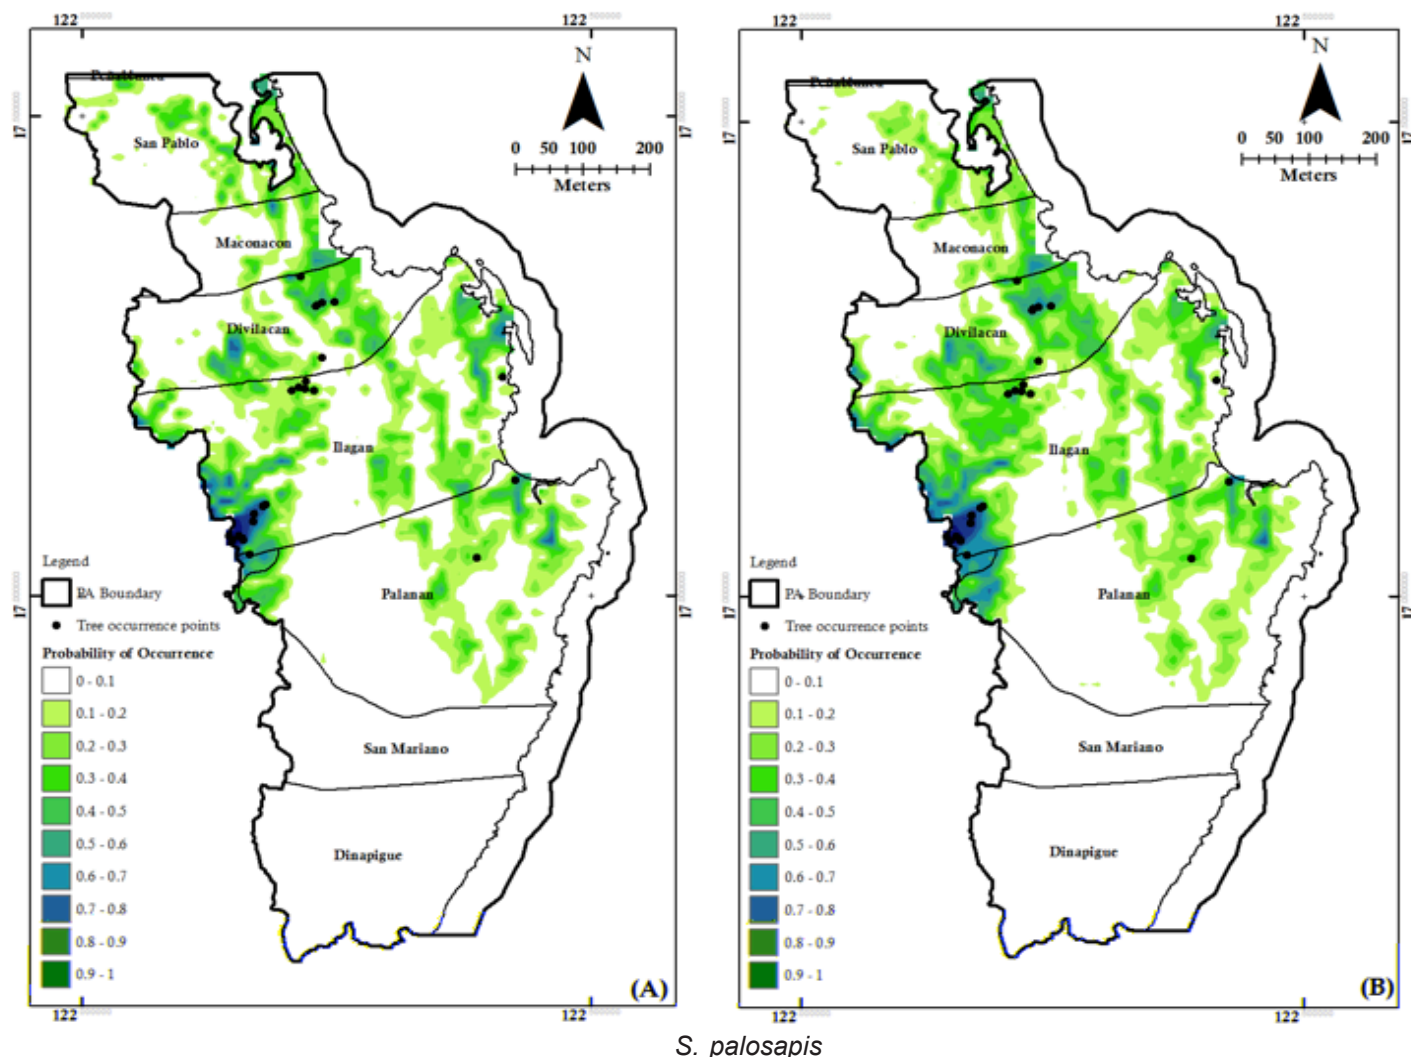 122 122
N
0 50 100 200
Meters
Peñablanca
San Pablo
Maconacon
Divilacan
Ilagan
Palanan
San Mariano
Dinapigue
17
17
Legend
PA Boundary
Tree occurrence points
Probability of Occurrence
0 - 0.1
0.1 - 0.2
0.2 - 0.3
0.3 - 0.4
0.4 - 0.5
0.5 - 0.6
0.6 - 0.7
0.7 - 0.8
0.8 - 0.9
0.9 - 1
(A)
122 122
122 122
N
0 50 100 200
Meters
Peñablanca
San Pablo
Maconacon
Divilacan
Ilagan
Palanan
San Mariano
Dinapigue
17 17
17 17
Legend
PA Boundary
Tree occurrence points
Probability of Occurrence
0 - 0.1
0.1 - 0.2
0.2 - 0.3
0.3 - 0.4
0.4 - 0.5
0.5 - 0.6
0.6 - 0.7
0.7 - 0.8
0.8 - 0.9
0.9 - 1
(B)
122 122
S. palosapis